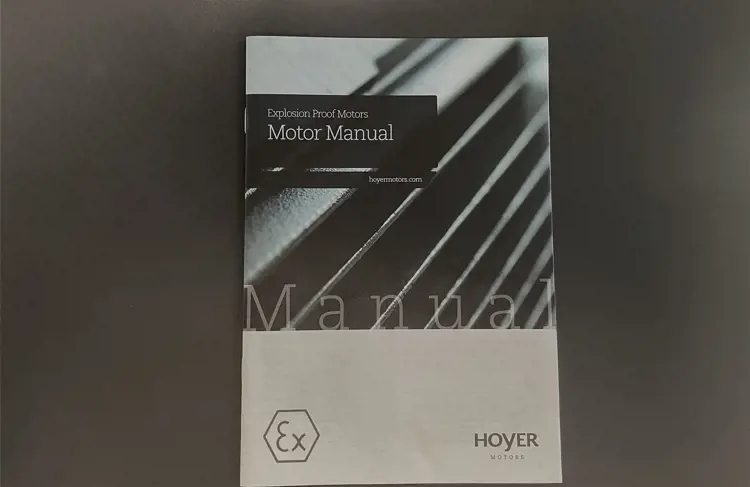 Explosion Proof Motors
Motor Manual
hoyermotors.com
Manual
Ex
HOYER
MOTORS